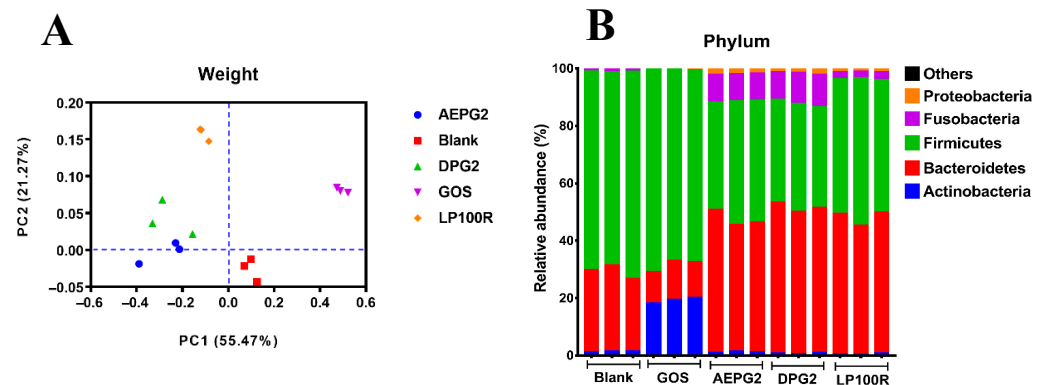 A
Weight
PC2 (21.27%)
0.20
0.15
0.10
0.05
0.00
−0.05
−0.6
−0.4
−0.2
0.0
0.2
0.4
0.6
PC1 (55.47%)
AEPG2
Blank
DPG2
GOS
LP100R
B
Phylum
Relative abundance (%)
100
80
60
40
20
0
Blank
GOS
AEPG2
DPG2
LP100R
Others
Proteobacteria
Fusobacteria
Firmicutes
Bacteroidetes
Actinobacteria